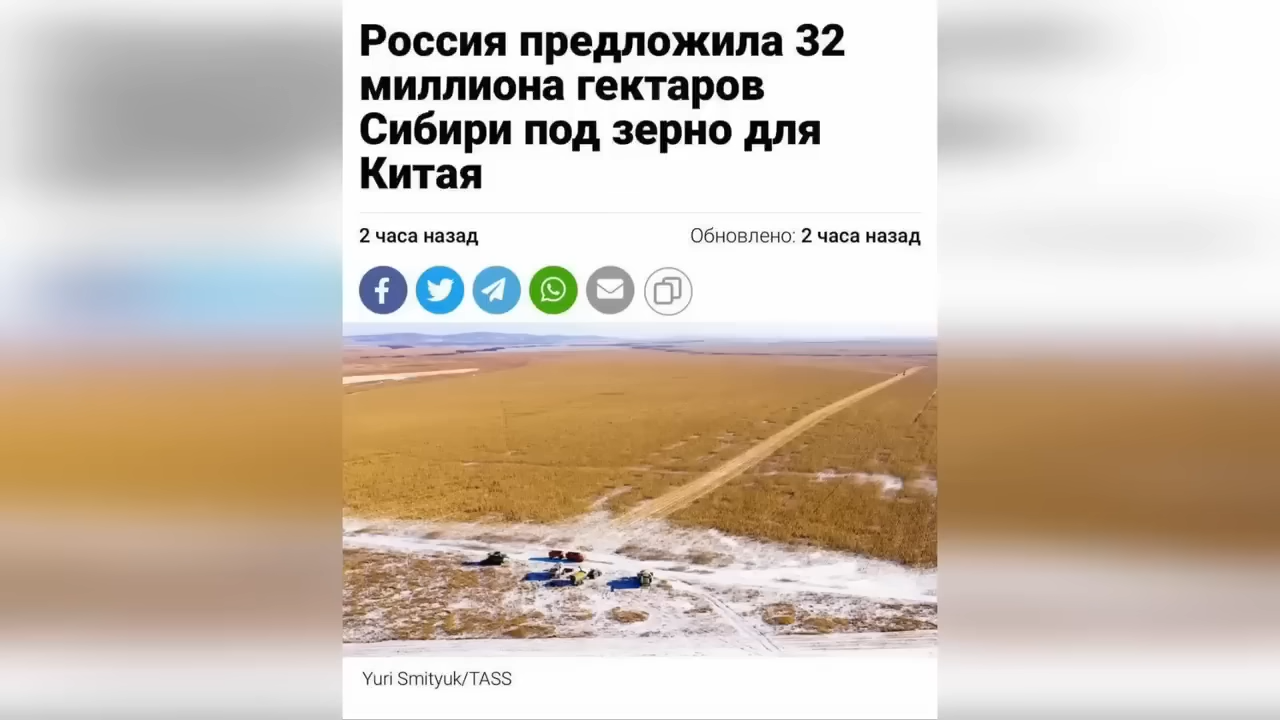 Россия предложила 32
миллиона гектаров
Сибири под зерно для
Китая
2 часа назад
Обновлено: 2 часа назад
Yuri Smityuk/TASS